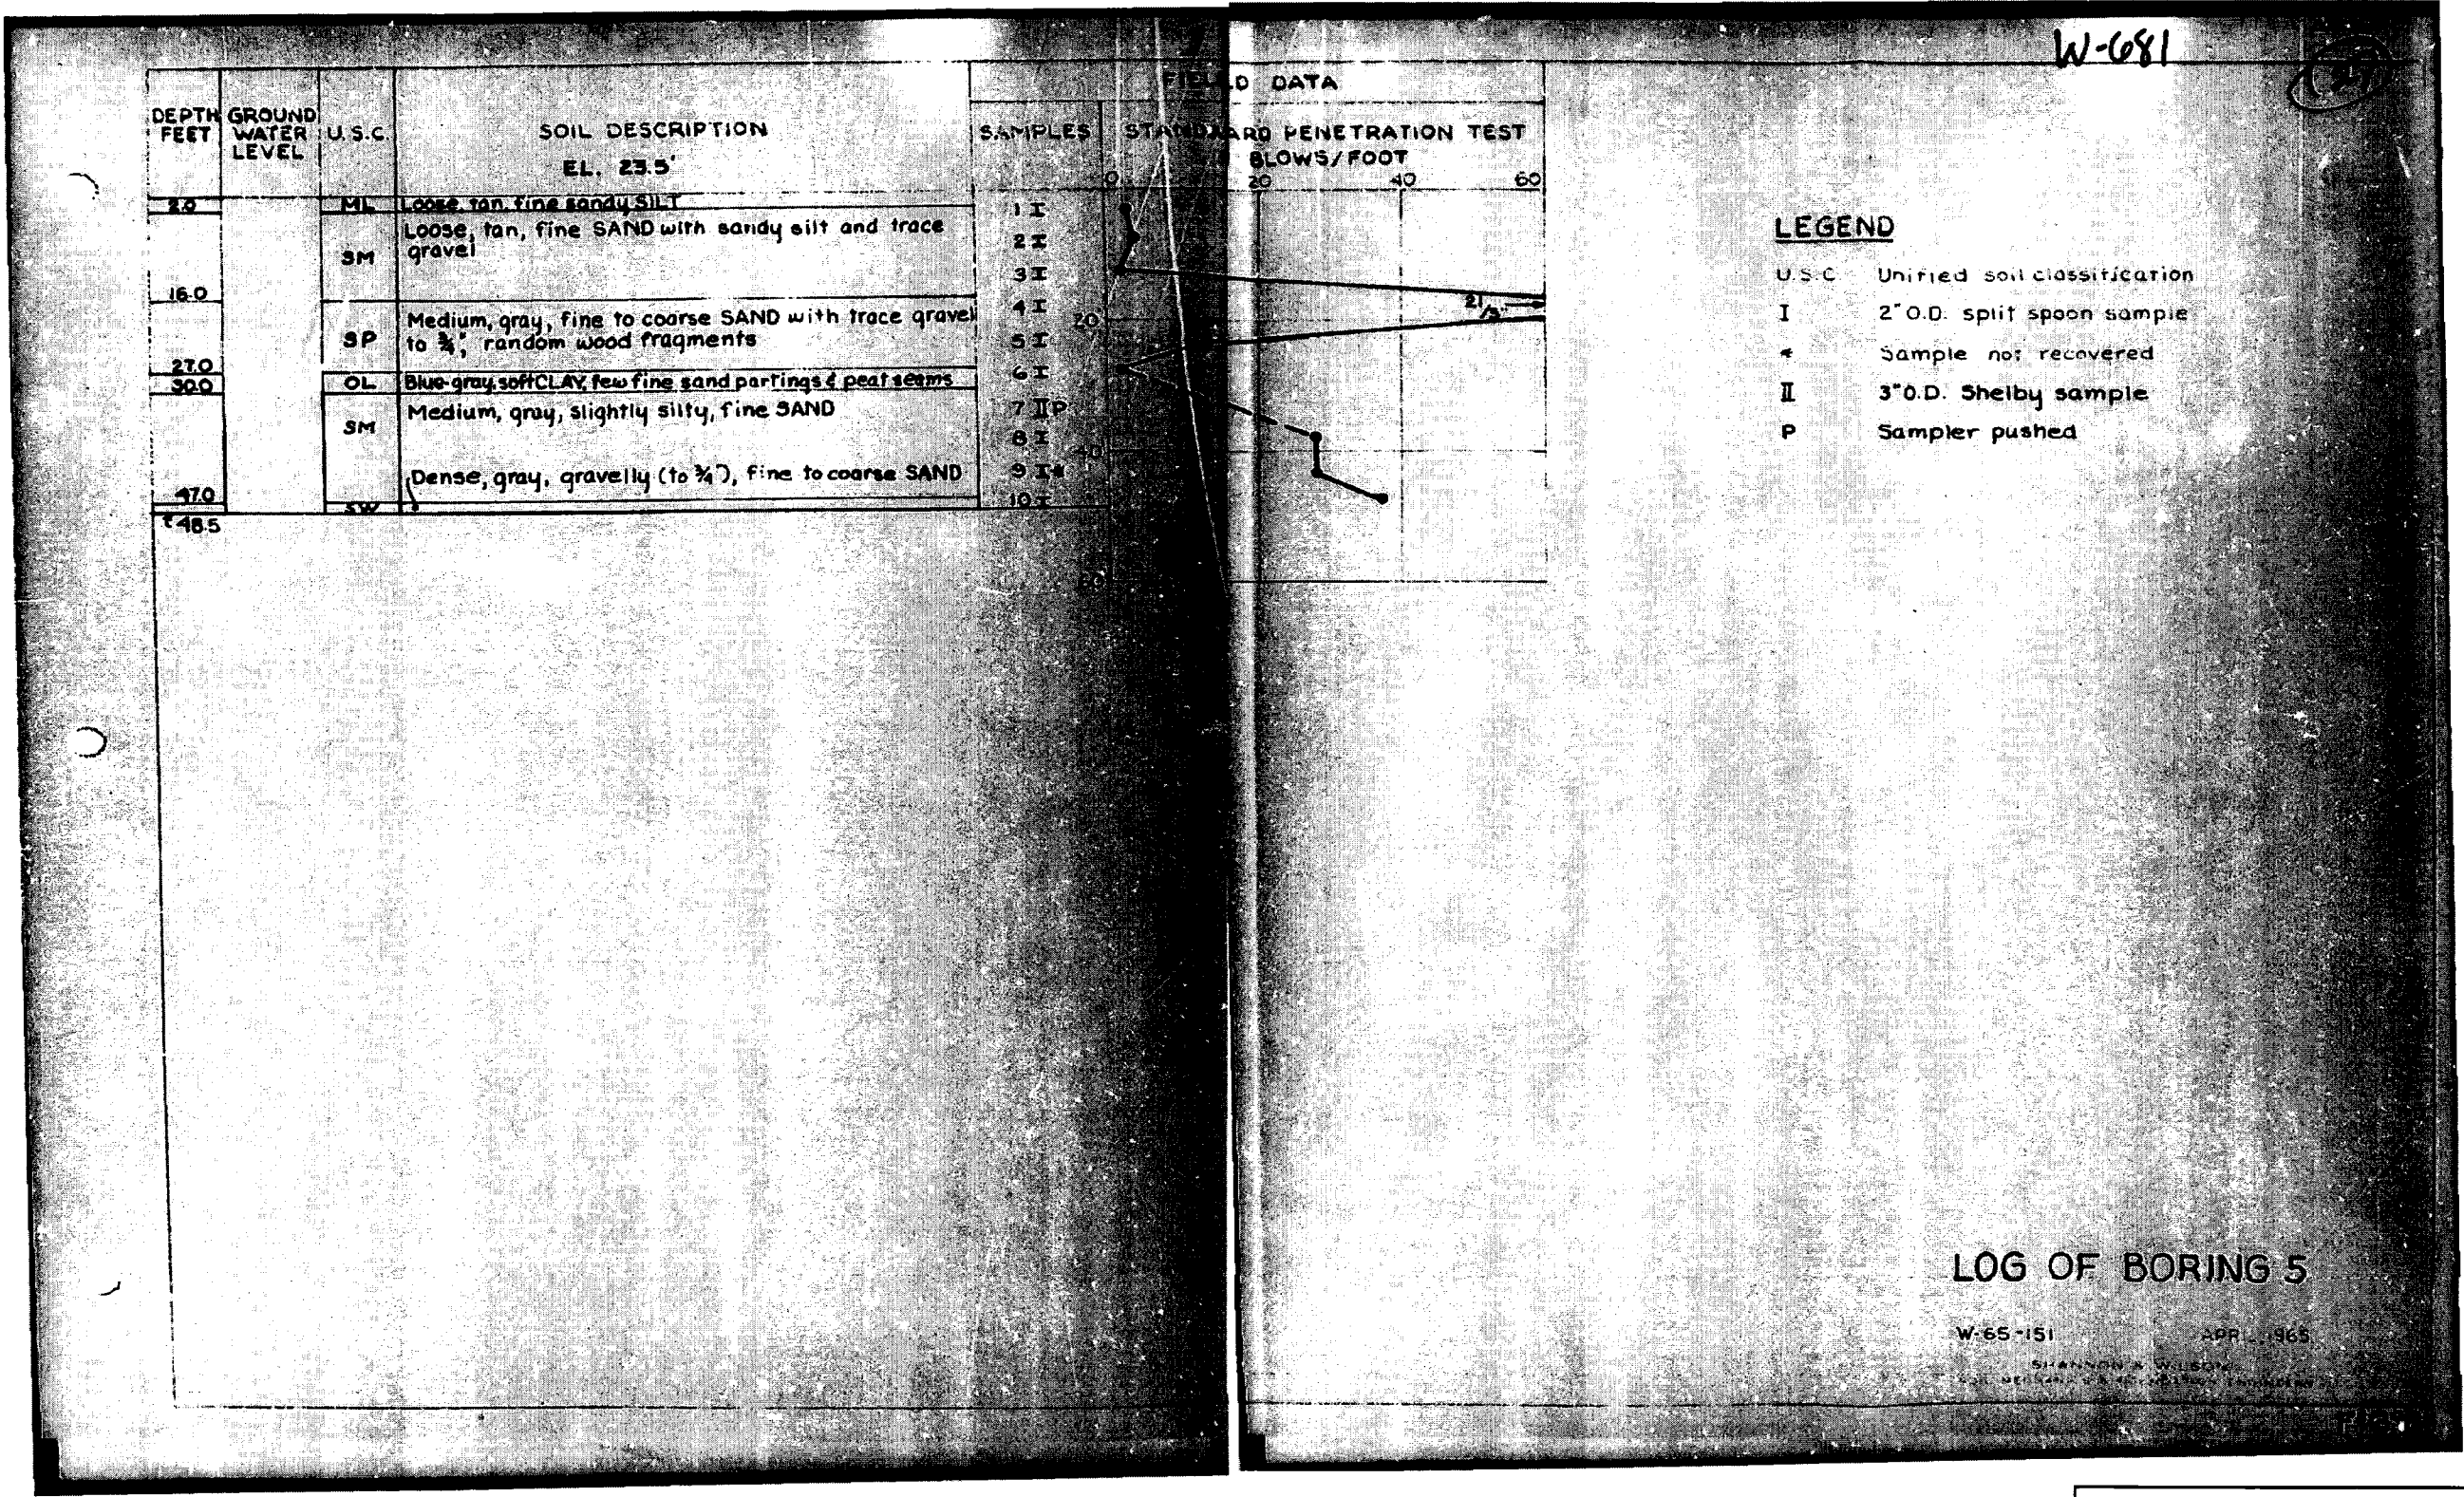 W-681
FIELD DATA
DEPTH FEET
GROUND WATER LEVEL
U.S.C.
SOIL DESCRIPTION
EL. 23.5'
SAMPLES
STANDARD PENETRATION TEST
BLOWS/FOOT
0 20 40 60
2.0 ML Loose, tan, fine sandy SILT
1 I
SM Loose, tan, fine SAND with sandy silt and trace
gravel
2 I
3 I
16.0
SP Medium, gray, fine to coarse SAND with trace gravel
to ¾", random wood fragments
4 I
20
5 I
21
27.0
30.0 OL Blue-gray, soft CLAY, few fine sand partings & peat seams
6 I
SM Medium, gray, slightly silty, fine SAND
7 II P
8 I
40
Dense, gray, gravelly (to ¾"), fine to coarse SAND
9 I*
47.0
SW
10 I
48.5
60
LEGEND
U.S.C. Unified soil classification
I 2" O.D. split spoon sample
* Sample not recovered
II 3" O.D. Shelby sample
P Sampler pushed
LOG OF BORING 5
W-65-151 APRIL 1965
SHANNON & WILSON